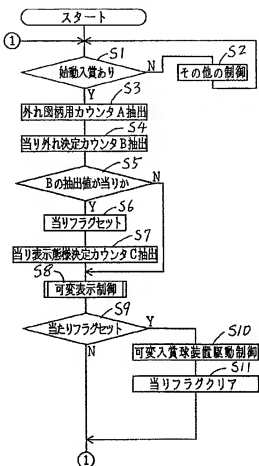 スタート
①
S1
始動入賞あり
N
S2
その他の制御
Y
S3
外れ図柄用カウンタA抽出
S4
当り外れ決定カウンタB抽出
S5
Bの抽出値が当りか
N
Y
S6
当りフラグセット
S7
当り表示態様決定カウンタC抽出
S8
可変表示制御
S9
当たりフラグセット
Y
N
S10
可変入賞球装置駆動制御
S11
当りフラグクリア
①